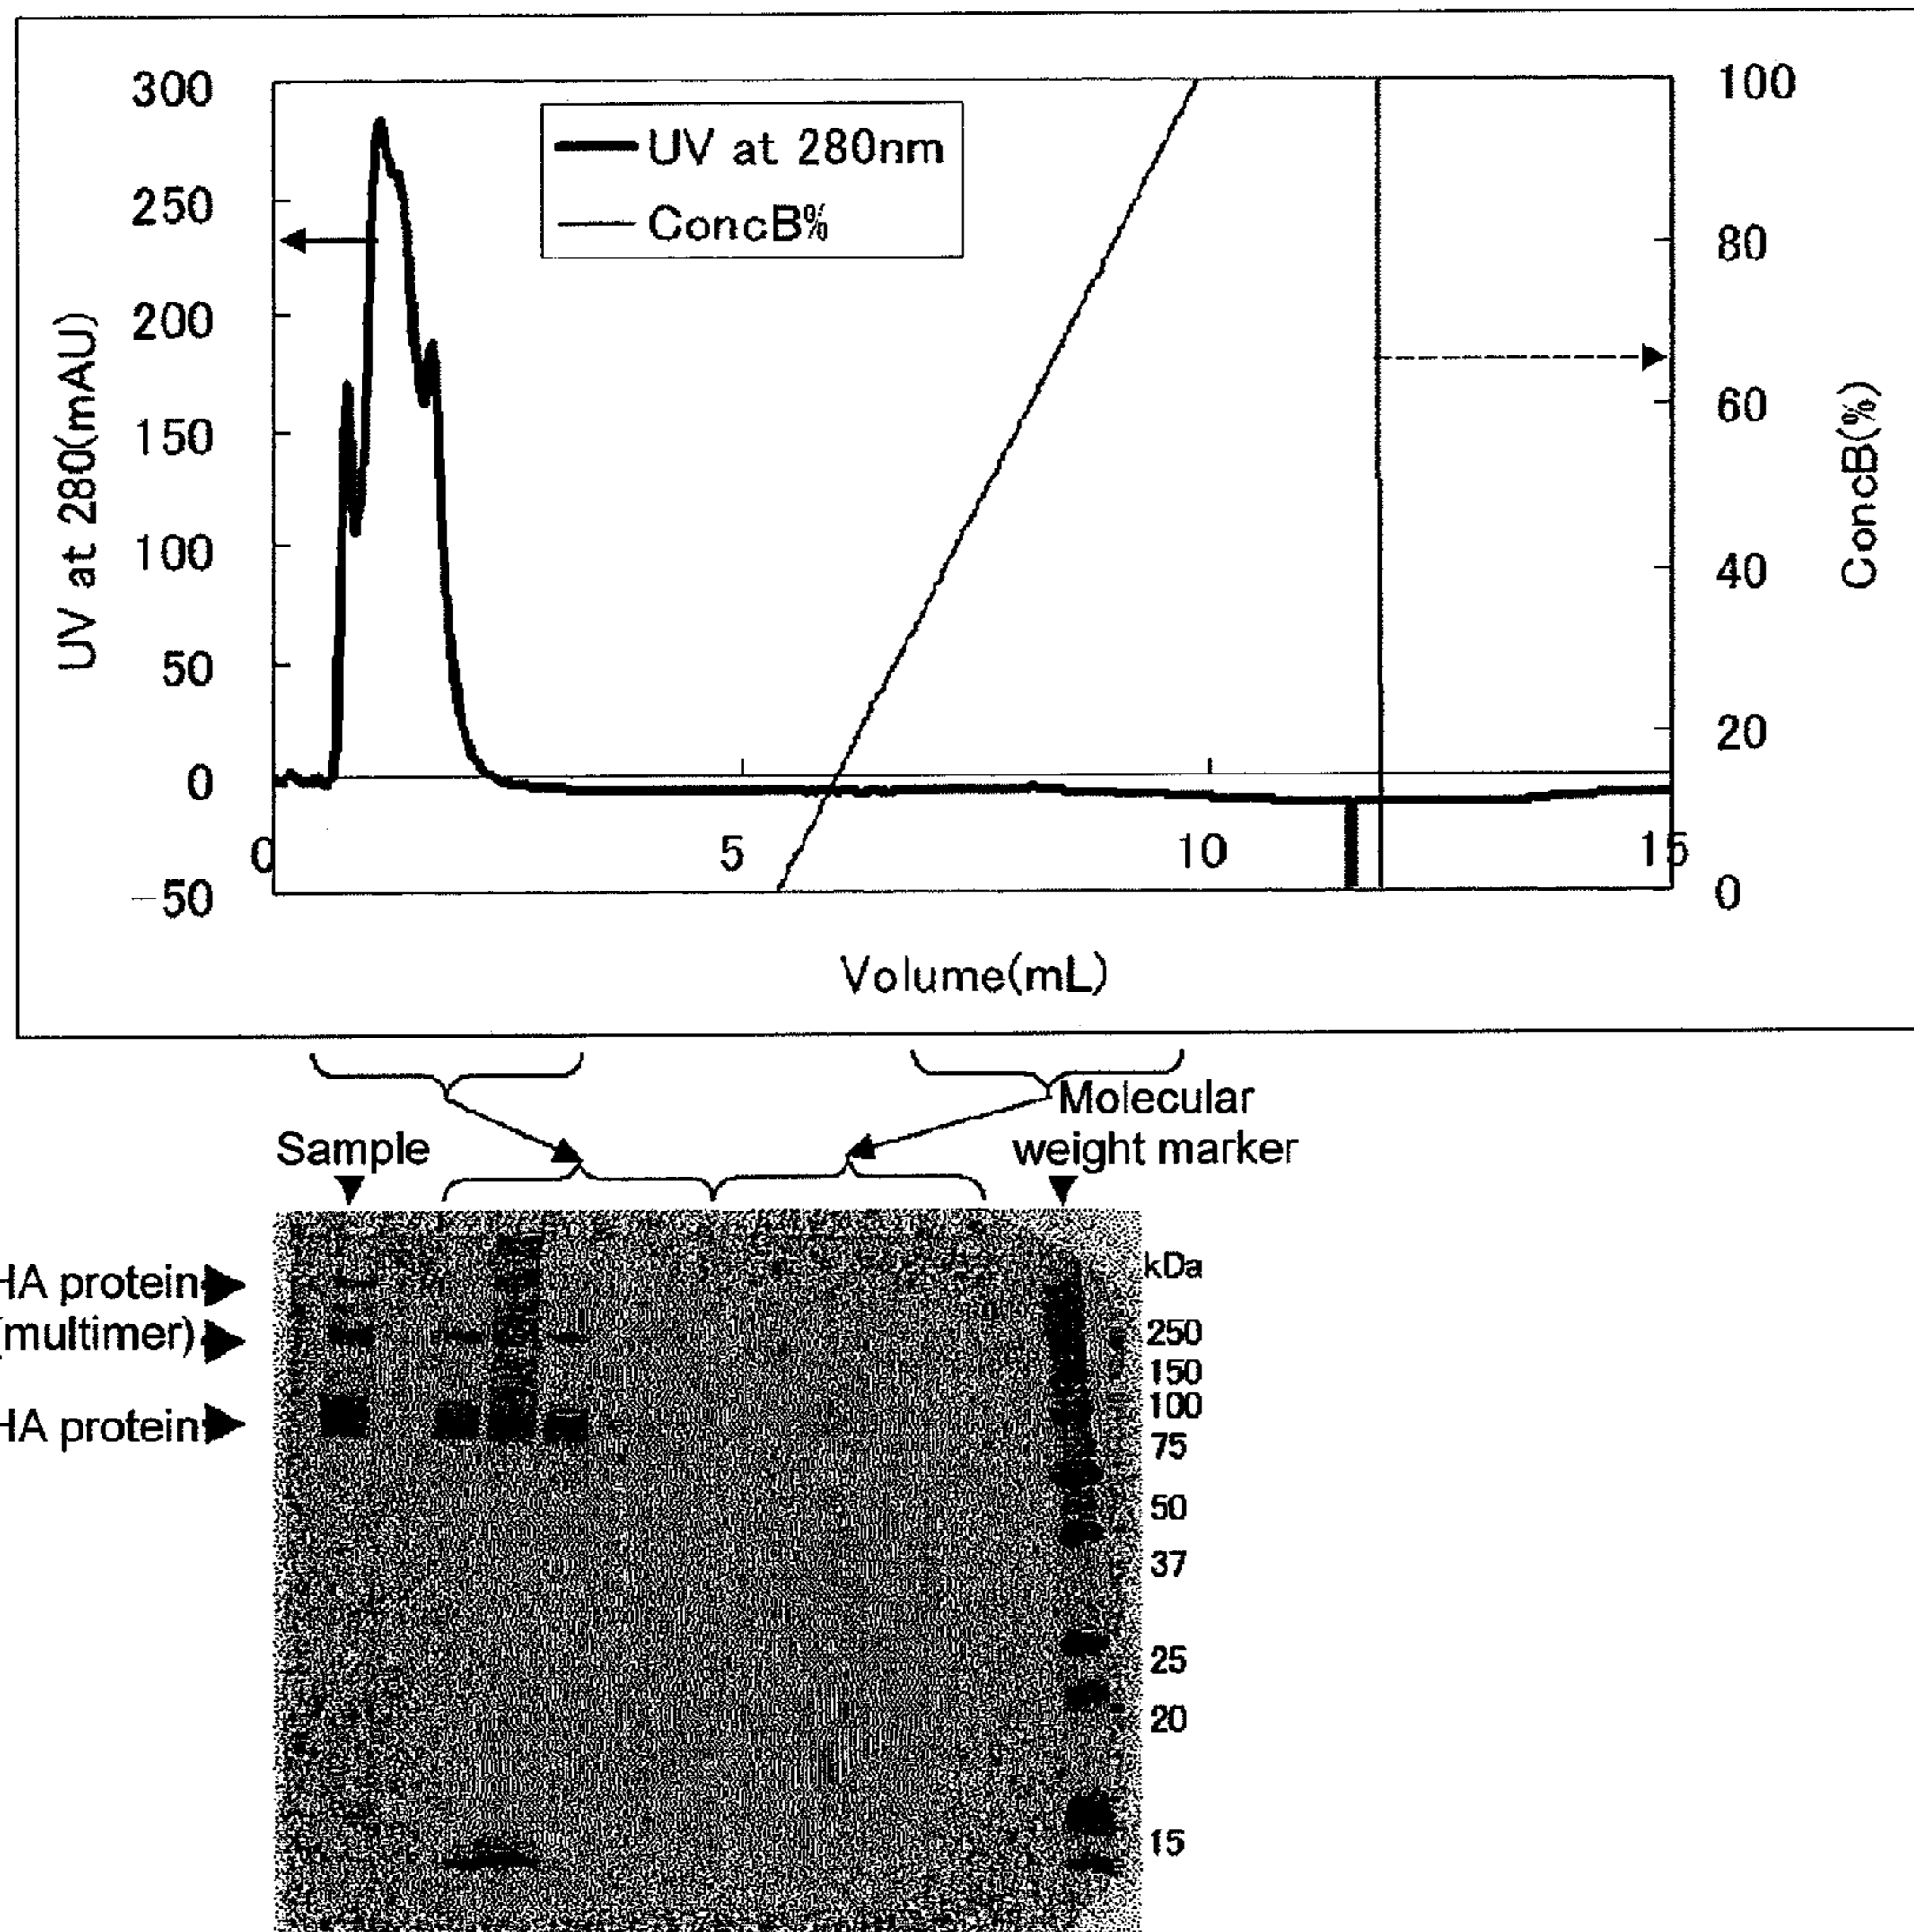 300
250
200
150
100
50
0
-50
UV at 280(mAU)
UV at 280nm
ConcB%
100
80
60
40
20
0
ConcB(%)
0
5
10
15
Volume(mL)
Sample
Molecular
weight marker
HA protein
(multimer)
HA protein
kDa
250
150
100
75
50
37
25
20
15